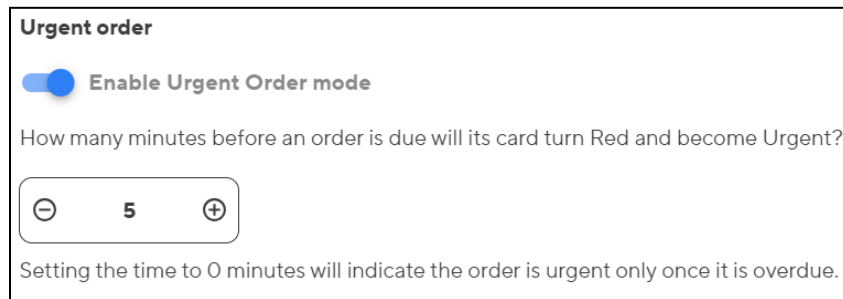 Urgent order
Enable Urgent Order mode
How many minutes before an order is due will its card turn Red and become Urgent?
5
Setting the time to 0 minutes will indicate the order is urgent only once it is overdue.